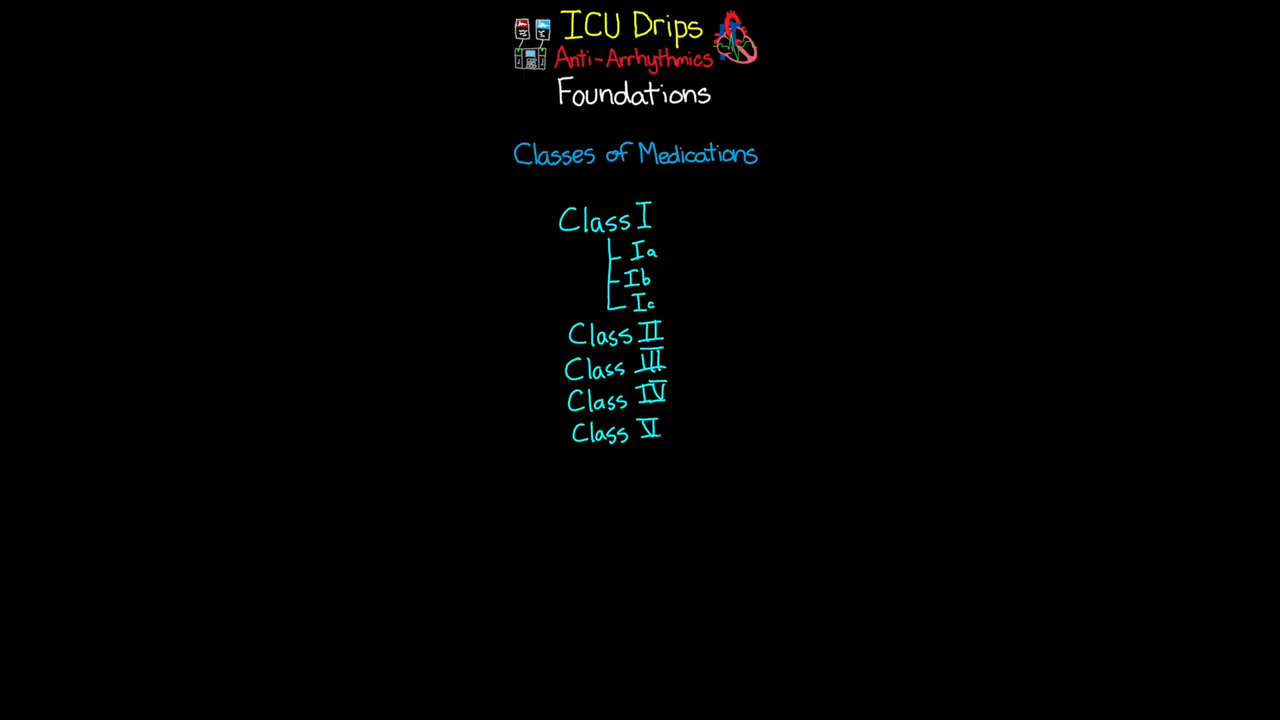 ICU Drips
Anti-Arrhythmics
Foundations
Classes of Medications
Class I
Ia
Ib
Ic
Class II
Class III
Class IV
Class V